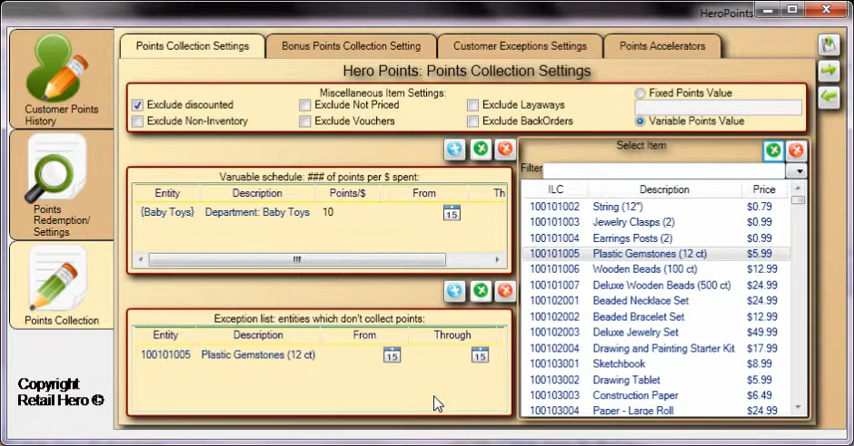 HeroPoints
Points Collection Settings
Bonus Points Collection Setting
Customer Exceptions Settings
Points Accelerators
Customer Points
History
Points
Redemption/
Settings
Points Collection
Copyright
Retail Hero ©
Hero Points: Points Collection Settings
Miscellaneous Item Settings:
Exclude discounted
Exclude Not Priced
Exclude Layaways
Fixed Points Value
Exclude Non-Inventory
Exclude Vouchers
Exclude BackOrders
Variable Points Value
Varuable schedule: ### of points per $ spent:
Entity Description Points/$ From Th
{Baby Toys} Department: Baby Toys 10 15
Exception list: entities which don't collect points:
Entity Description From Through
100101005 Plastic Gemstones (12 ct) 15 15
Select Item
Filter
ILC Description Price
100101002 String (12") $0.79
100101003 Jewelry Clasps (2) $0.99
100101004 Earrings Posts (2) $0.99
100101005 Plastic Gemstones (12 ct) $5.99
100101006 Wooden Beads (100 ct) $12.99
100101007 Deluxe Wooden Beads (500 ct) $24.99
100102001 Beaded Necklace Set $24.99
100102002 Beaded Bracelet Set $12.99
100102003 Deluxe Jewelry Set $49.99
100102004 Drawing and Painting Starter Kit $17.99
100103001 Sketchbook $8.99
100103002 Drawing Tablet $5.99
100103003 Construction Paper $6.49
100103004 Paper - Large Roll $24.99